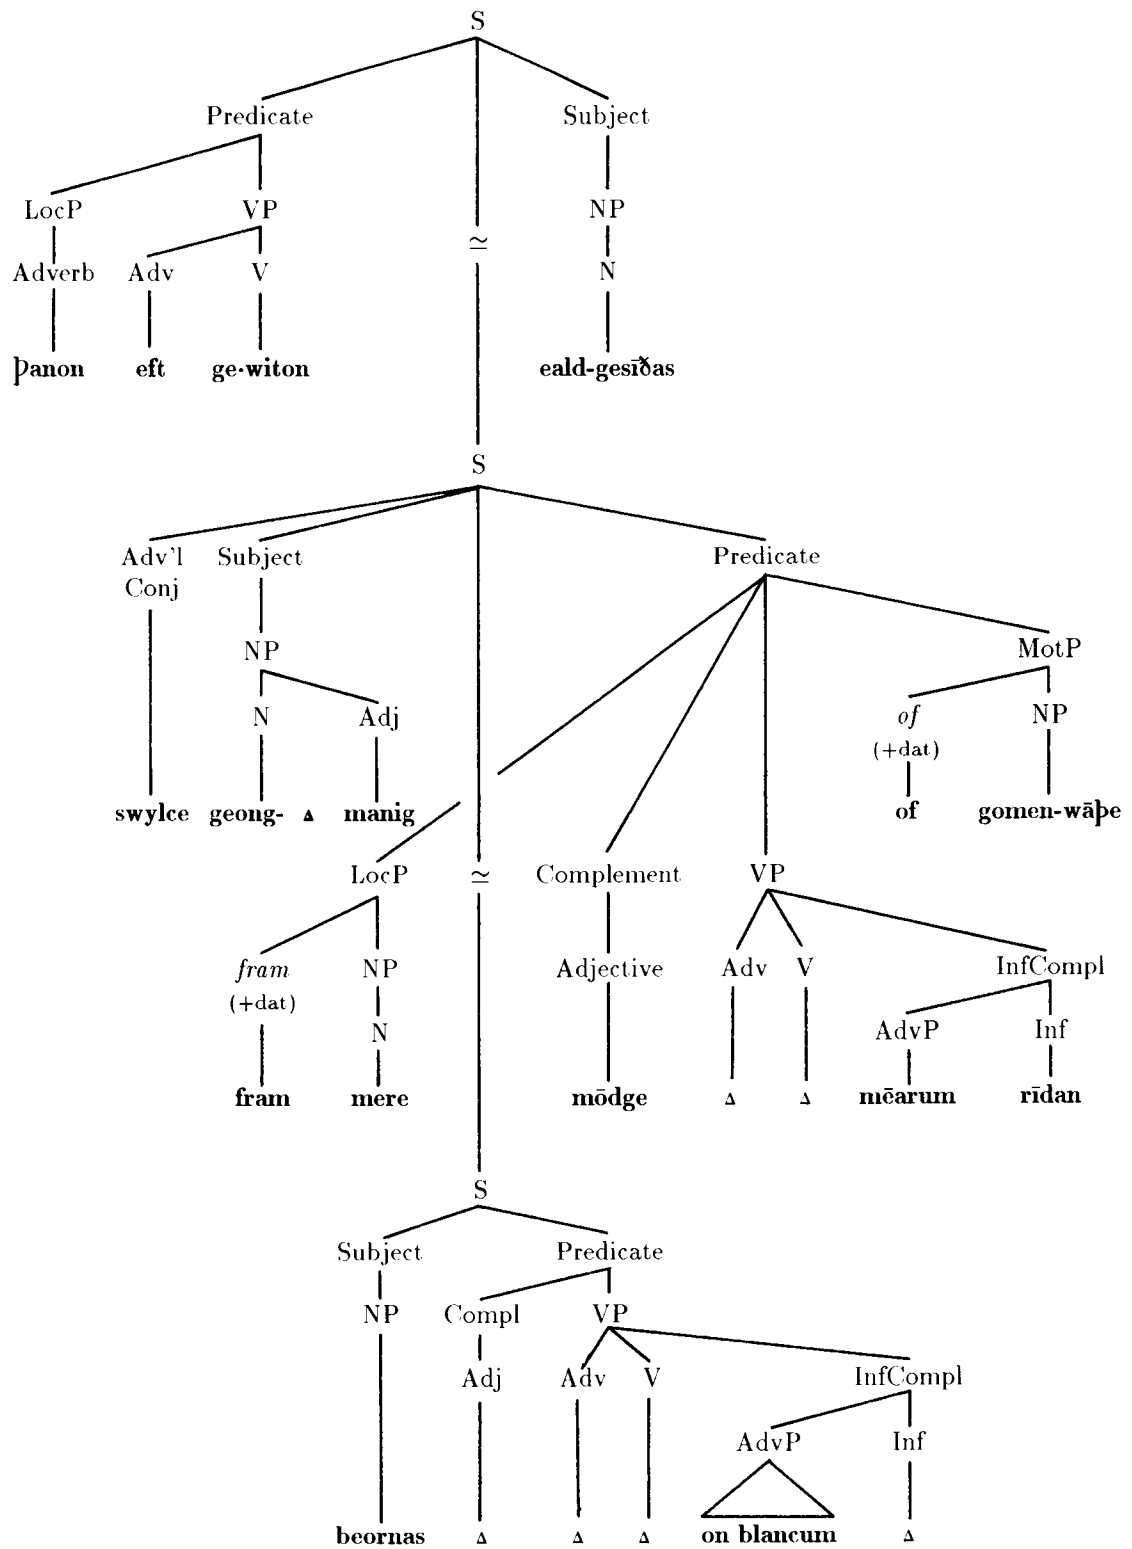 S
Predicate Subject
LocP VP NP
≃
Adverb Adv V N
þanon eft ge·witon eald-gesīðas
S
Adv'l Subject Predicate
Conj
NP MotP
N Adj of NP
(+dat)
swylce geong- Δ manig of gomen-wāþe
LocP ≃ Complement VP
fram NP Adjective Adv V InfCompl
(+dat)
N AdvP Inf
fram mere mōdge Δ Δ mēarum rīdan
S
Subject Predicate
NP Compl VP
Adj Adv V InfCompl
AdvP Inf
beornas Δ Δ Δ on blancum Δ